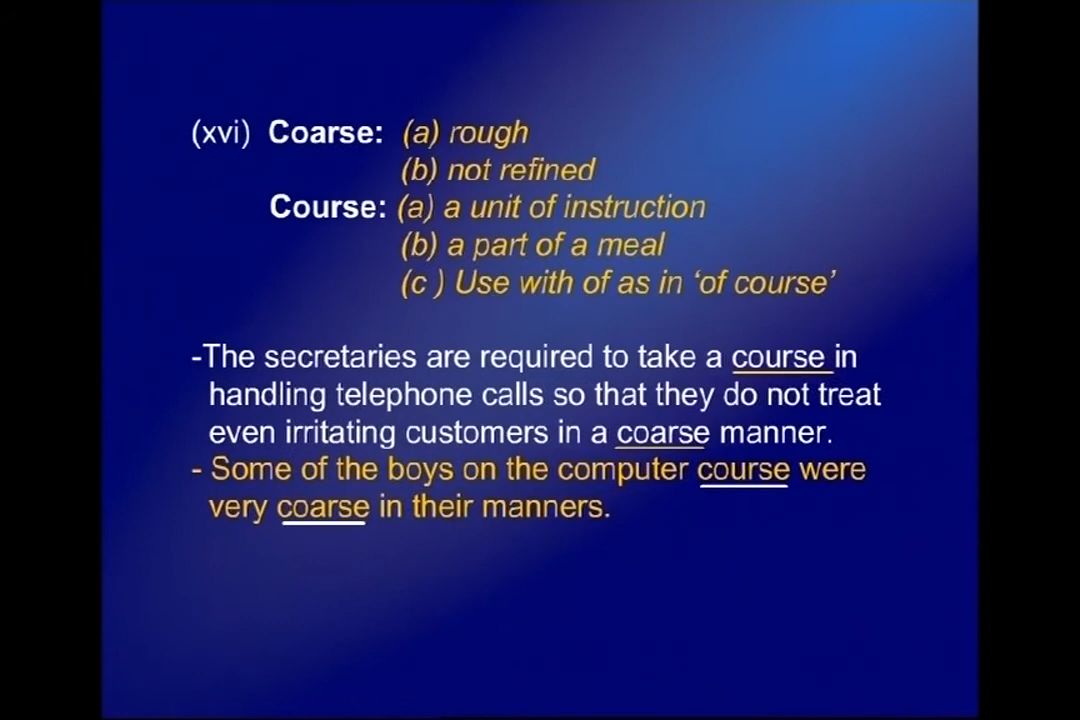 (xvi) Coarse: (a) rough
(b) not refined
Course: (a) a unit of instruction
(b) a part of a meal
(c ) Use with of as in ‘of course’
-The secretaries are required to take a course in
handling telephone calls so that they do not treat
even irritating customers in a coarse manner.
- Some of the boys on the computer course were
very coarse in their manners.